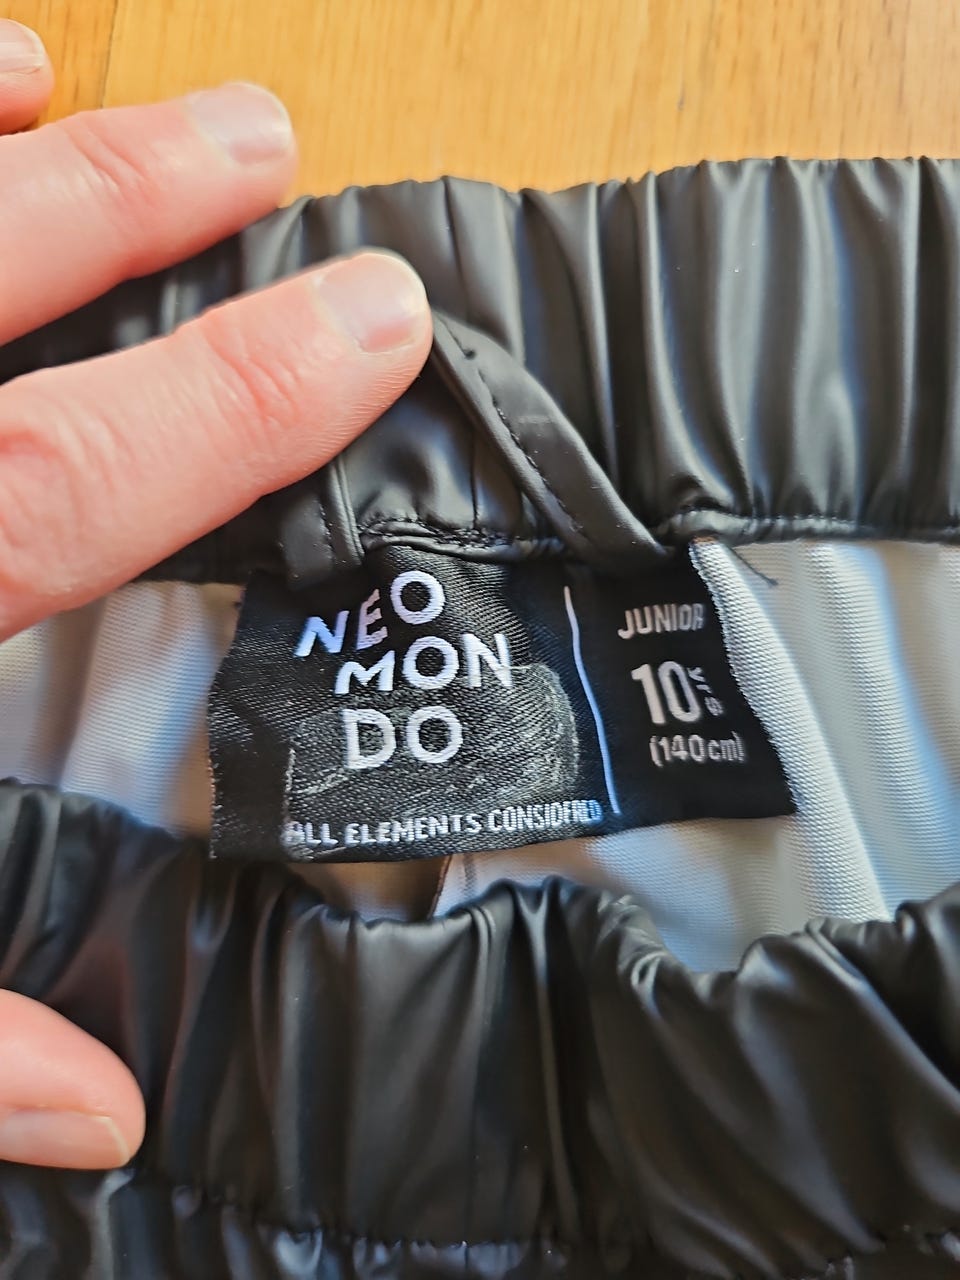 NEO
MON
DO
ALL ELEMENTS CONSIDERED
JUNIOR
10 yrs
(140cm)